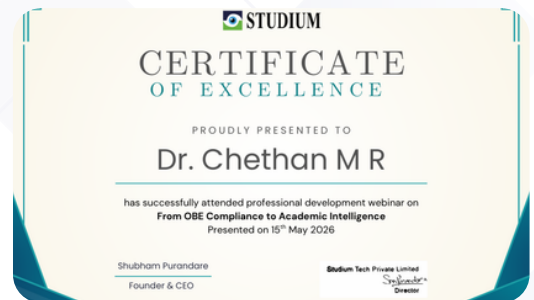 STUDIUM
CERTIFICATE
OF EXCELLENCE
PROUDLY PRESENTED TO
Dr. Chethan M R
has successfully attended professional development webinar on
From OBE Compliance to Academic Intelligence
Presented on 15th May 2026
Shubham Purandare
Founder & CEO
Studium Tech Private Limited
Director